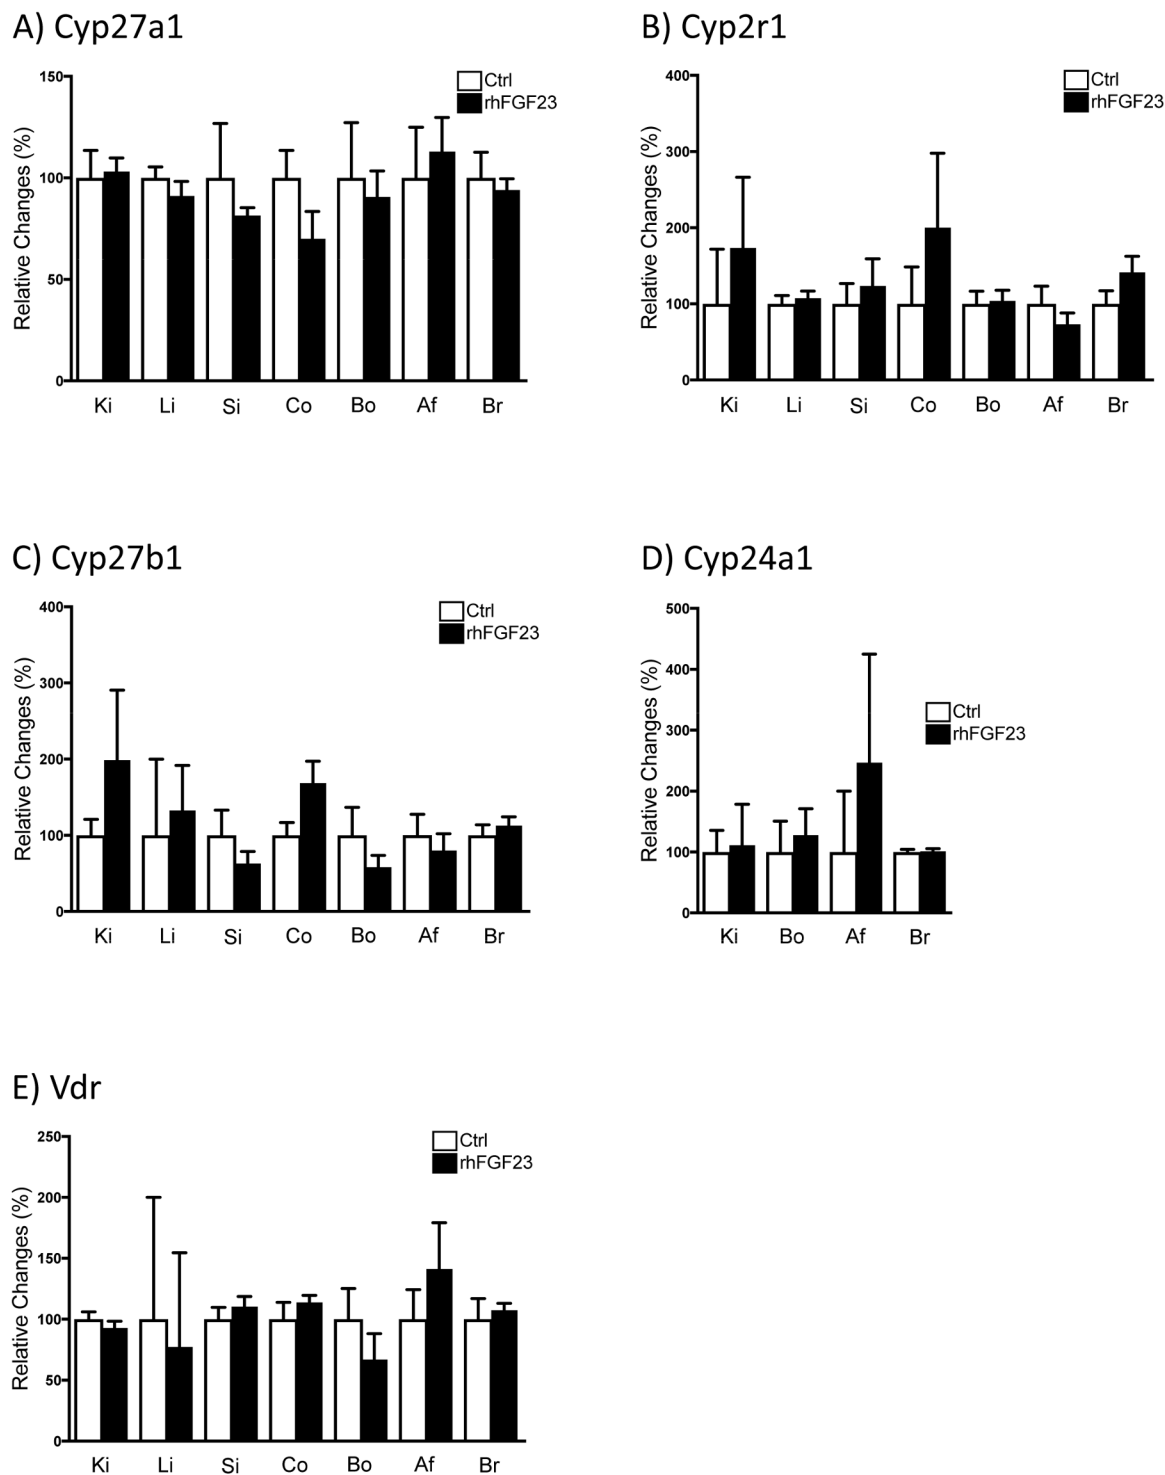 A) Cyp27a1
Relative Changes (%)
150
100
50
0
Ctrl
rhFGF23
Ki Li Si Co Bo Af Br
B) Cyp2r1
Relative Changes (%)
400
300
200
100
0
Ctrl
rhFGF23
Ki Li Si Co Bo Af Br
C) Cyp27b1
Relative Changes (%)
400
300
200
100
0
Ctrl
rhFGF23
Ki Li Si Co Bo Af Br
D) Cyp24a1
Relative Changes (%)
500
400
300
200
100
0
Ctrl
rhFGF23
Ki Bo Af Br
E) Vdr
Relative Changes (%)
250
200
150
100
50
0
Ctrl
rhFGF23
Ki Li Si Co Bo Af Br